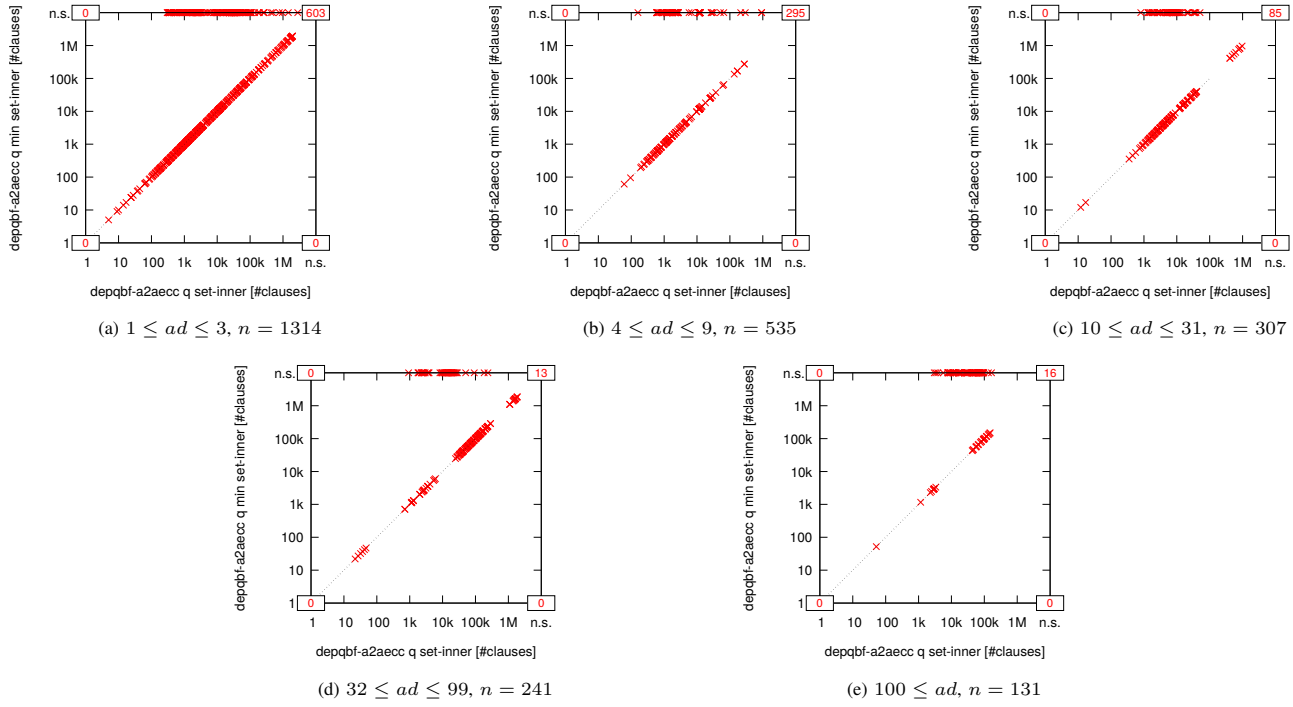 n.s.
1M
100k
10k
1k
100
10
1
0
603
0
0
1 10 100 1k 10k 100k 1M n.s.
depqbf-a2aecc q min set-inner [#clauses]
depqbf-a2aecc q set-inner [#clauses]
(a) 1 ≤ ad ≤ 3, n = 1314
n.s.
1M
100k
10k
1k
100
10
1
0
295
0
0
1 10 100 1k 10k 100k 1M n.s.
depqbf-a2aecc q min set-inner [#clauses]
depqbf-a2aecc q set-inner [#clauses]
(b) 4 ≤ ad ≤ 9, n = 535
n.s.
1M
100k
10k
1k
100
10
1
0
85
0
0
1 10 100 1k 10k 100k 1M n.s.
depqbf-a2aecc q min set-inner [#clauses]
depqbf-a2aecc q set-inner [#clauses]
(c) 10 ≤ ad ≤ 31, n = 307
n.s.
1M
100k
10k
1k
100
10
1
0
13
0
0
1 10 100 1k 10k 100k 1M n.s.
depqbf-a2aecc q min set-inner [#clauses]
depqbf-a2aecc q set-inner [#clauses]
(d) 32 ≤ ad ≤ 99, n = 241
n.s.
1M
100k
10k
1k
100
10
1
0
16
0
0
1 10 100 1k 10k 100k 1M n.s.
depqbf-a2aecc q min set-inner [#clauses]
depqbf-a2aecc q set-inner [#clauses]
(e) 100 ≤ ad, n = 131